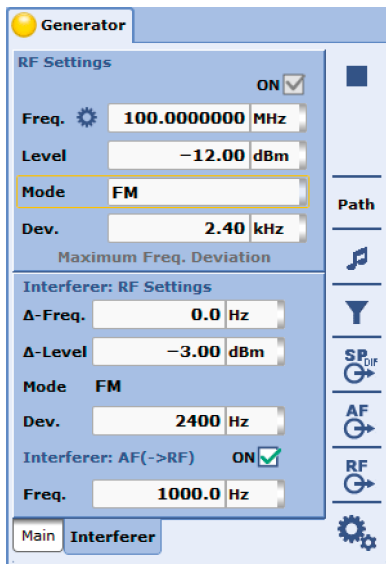 Generator
RF Settings
ON
Freq. 100.0000000 MHz
Level −12.00 dBm
Mode FM
Dev. 2.40 kHz
Maximum Freq. Deviation
Interferer: RF Settings
Δ-Freq. 0.0 Hz
Δ-Level −3.00 dBm
Mode FM
Dev. 2400 Hz
Interferer: AF(->RF) ON
Freq. 1000.0 Hz
Main Interferer
Path
SP DIF
AF
RF